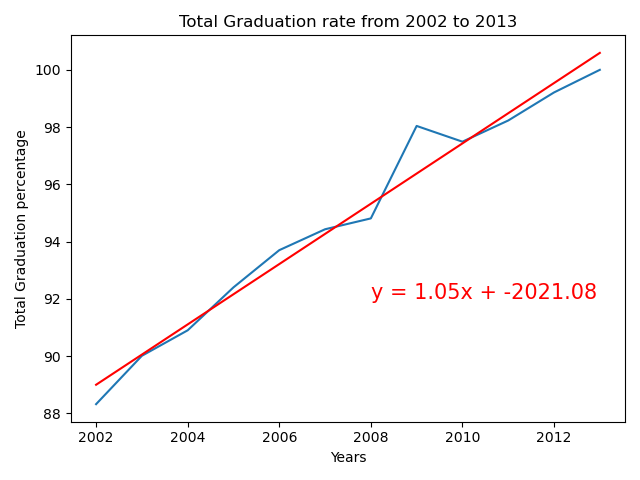 Total Graduation rate from 2002 to 2013
Total Graduation percentage
100
98
96
94
92
90
88
y = 1.05x + -2021.08
2002 2004 2006 2008 2010 2012
Years